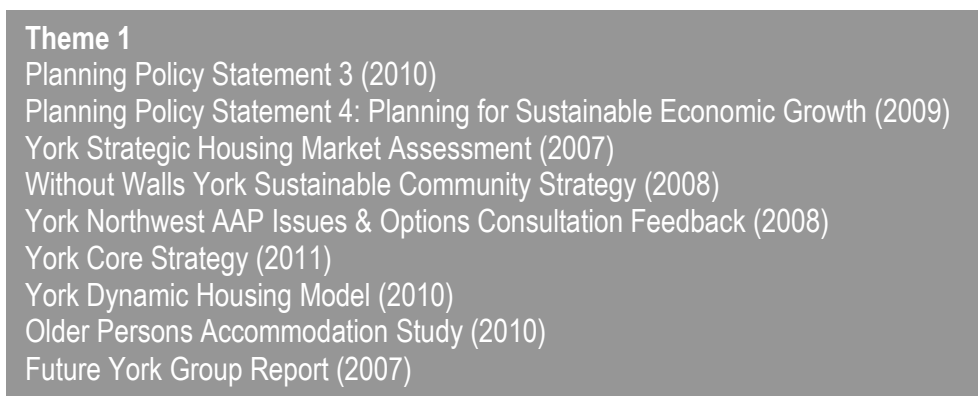 Theme 1
Planning Policy Statement 3 (2010)
Planning Policy Statement 4: Planning for Sustainable Economic Growth (2009)
York Strategic Housing Market Assessment (2007)
Without Walls York Sustainable Community Strategy (2008)
York Northwest AAP Issues & Options Consultation Feedback (2008)
York Core Strategy (2011)
York Dynamic Housing Model (2010)
Older Persons Accommodation Study (2010)
Future York Group Report (2007)